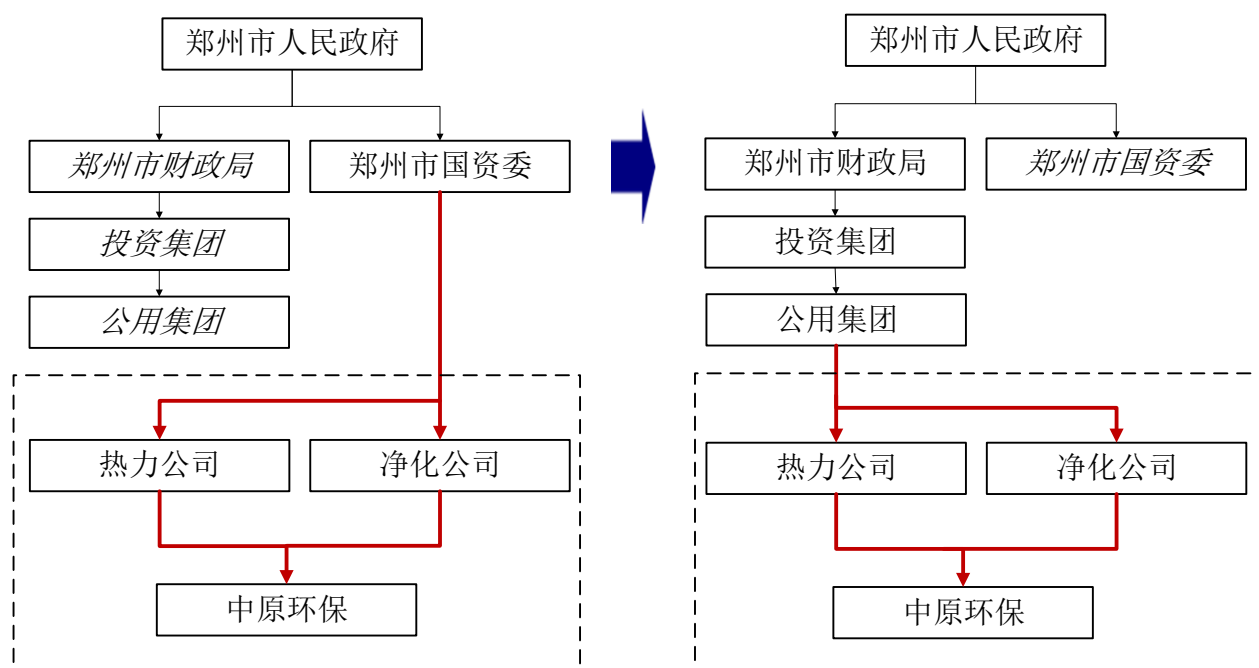 郑州市人民政府
郑州市财政局
郑州市国资委
投资集团
公用集团
热力公司
净化公司
中原环保
郑州市人民政府
郑州市财政局
郑州市国资委
投资集团
公用集团
热力公司
净化公司
中原环保